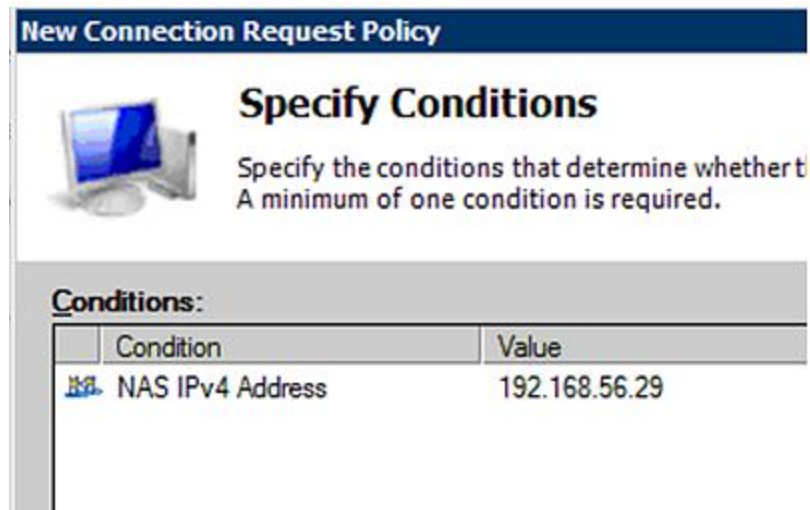 New Connection Request Policy
Specify Conditions
Specify the conditions that determine whether
A minimum of one condition is required.
Conditions:
Condition Value
NAS IPv4 Address 192.168.56.29